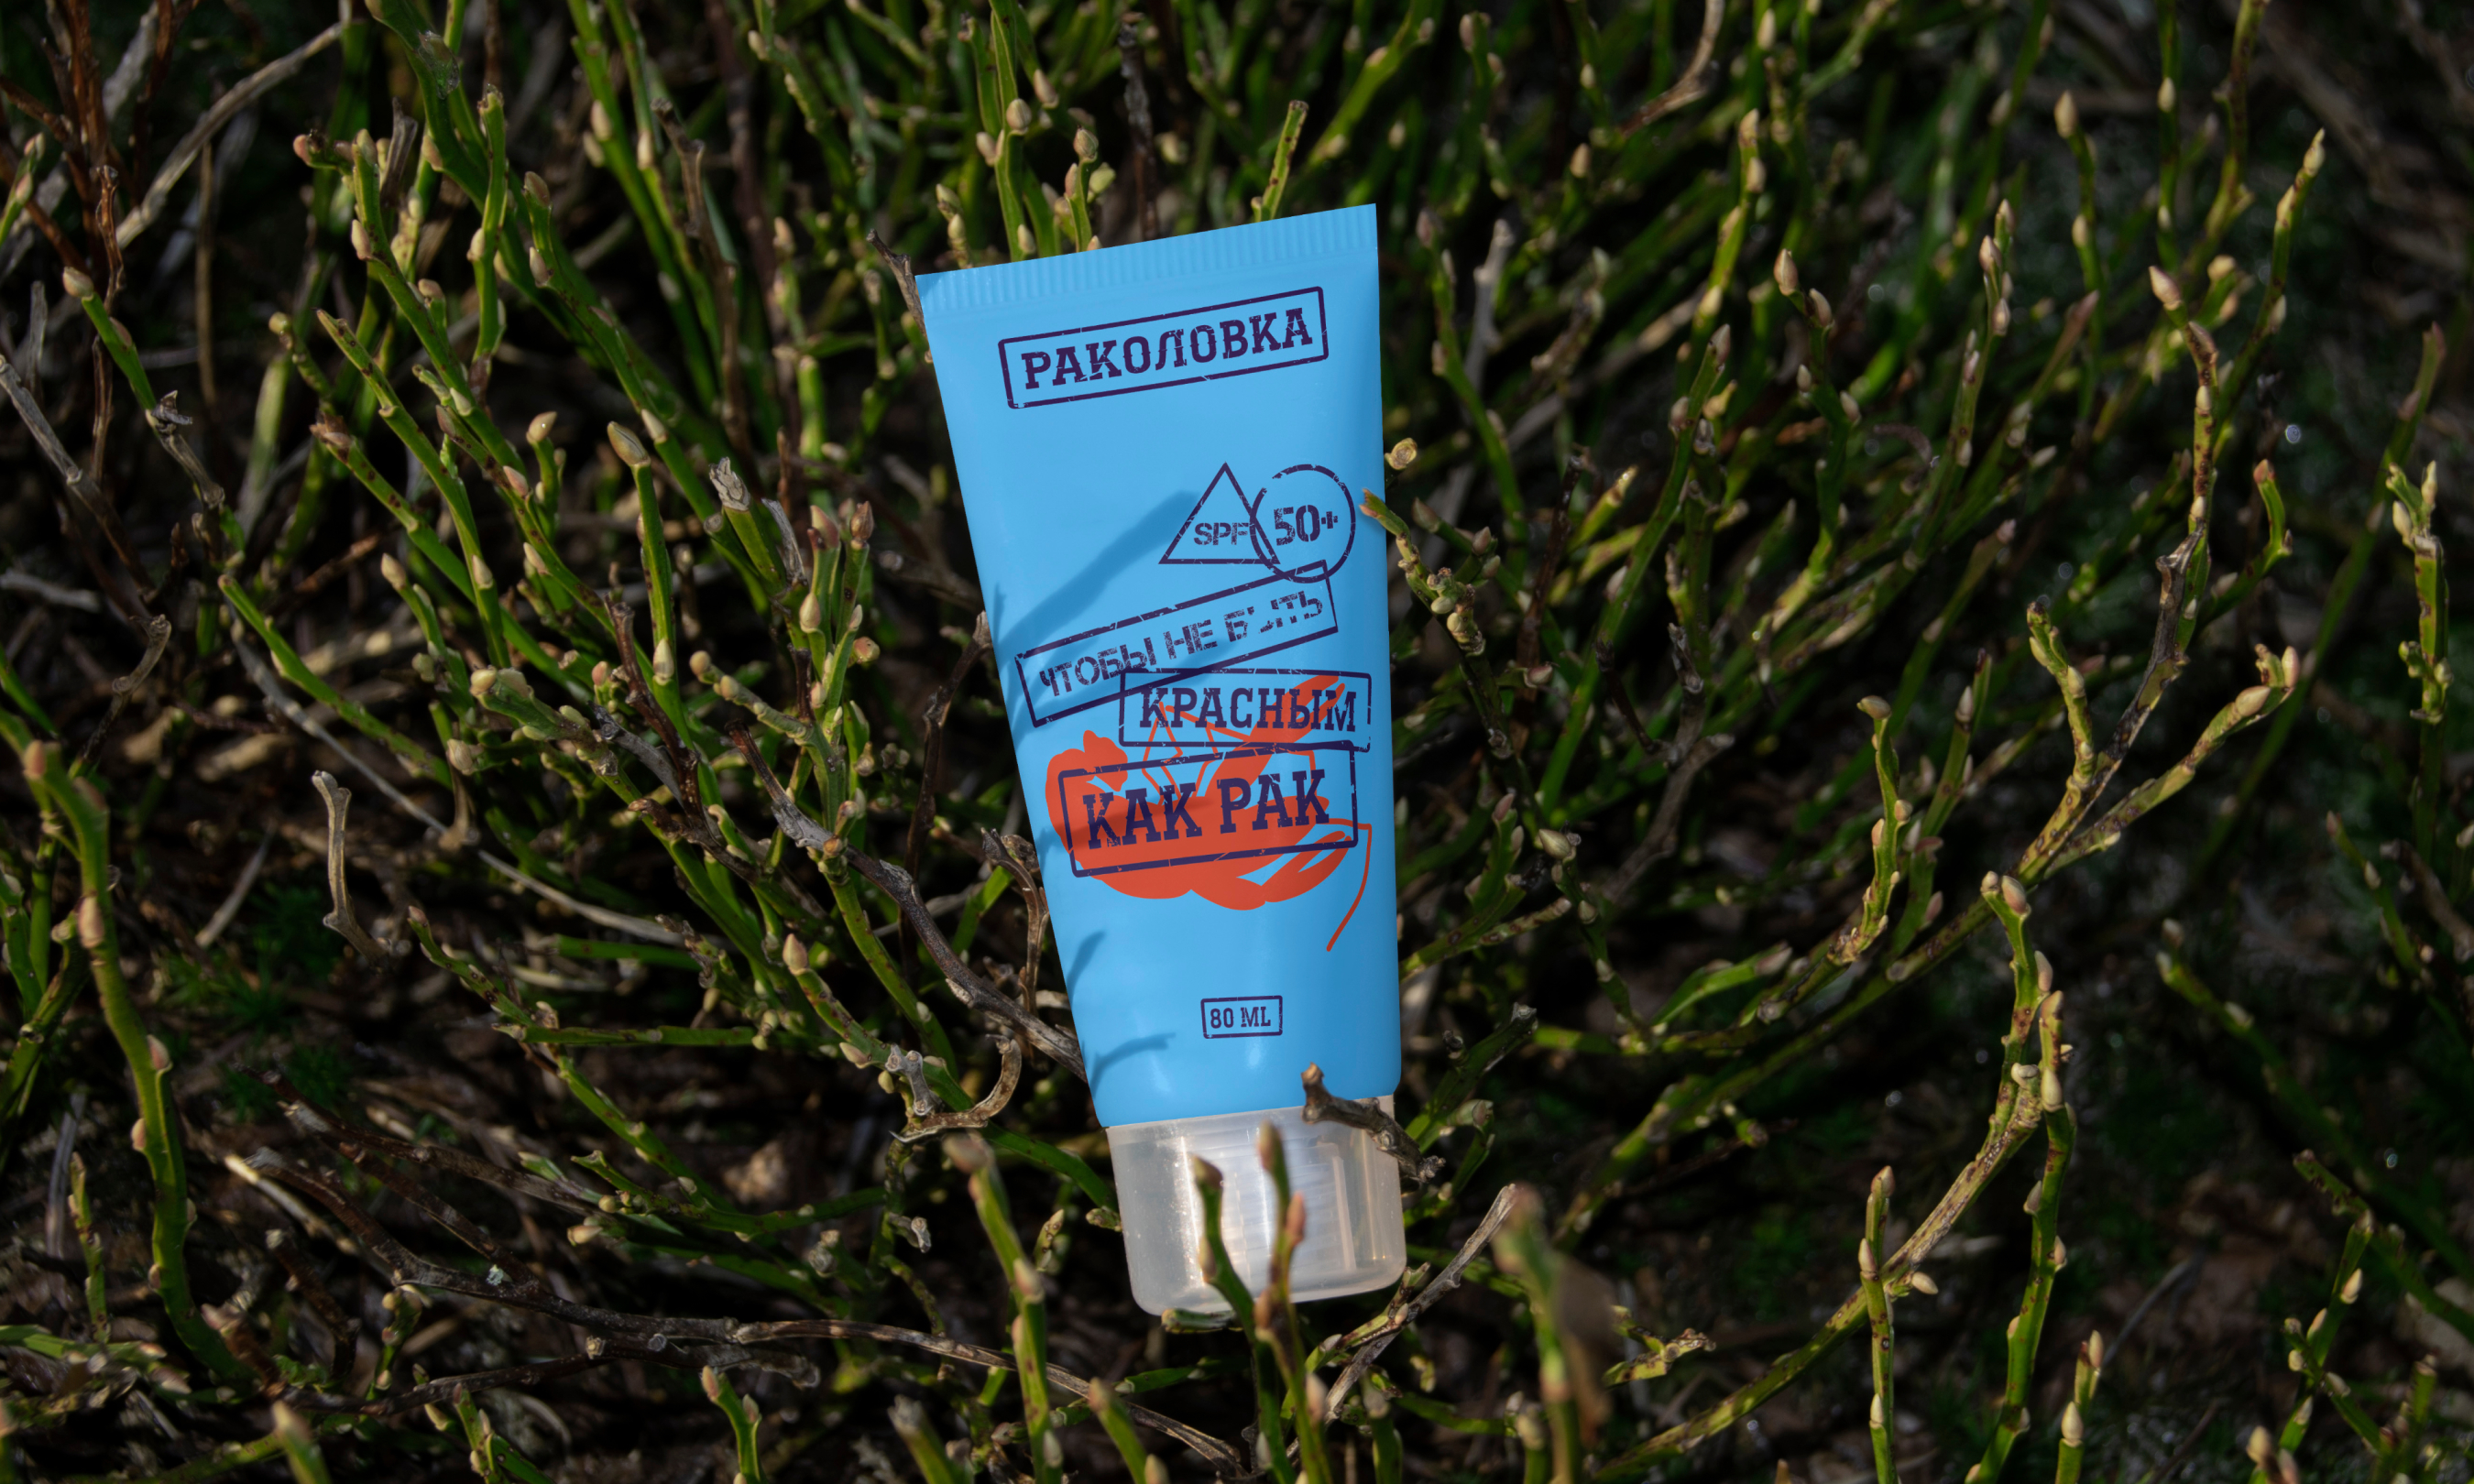 РАКОЛОВКА
SPF 50+
ЧТОБЫ НЕ БЫТЬ
КРАСНЫМ
КАК РАК
80 ML